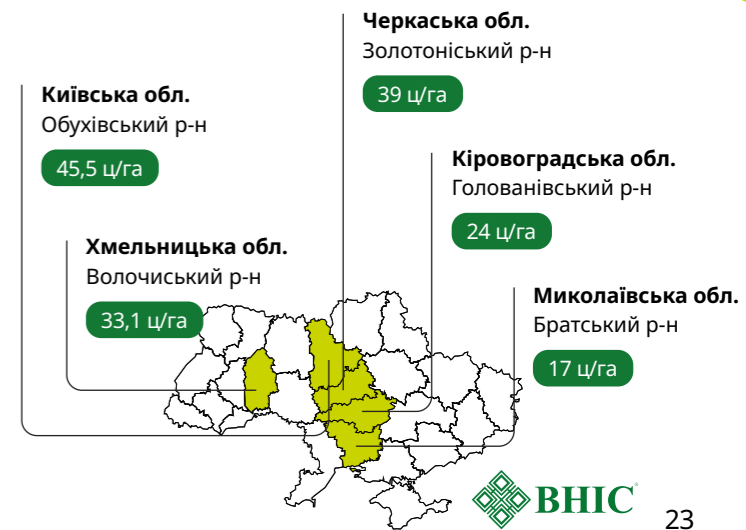 Черкаська обл.
Золотоніський р-н
39 ц/га
Київська обл.
Обухівський р-н
45,5 ц/га
Кіровоградська обл.
Голованівський р-н
24 ц/га
Хмельницька обл.
Волочиський р-н
33,1 ц/га
Миколаївська обл.
Братський р-н
17 ц/га
ВНІС
23